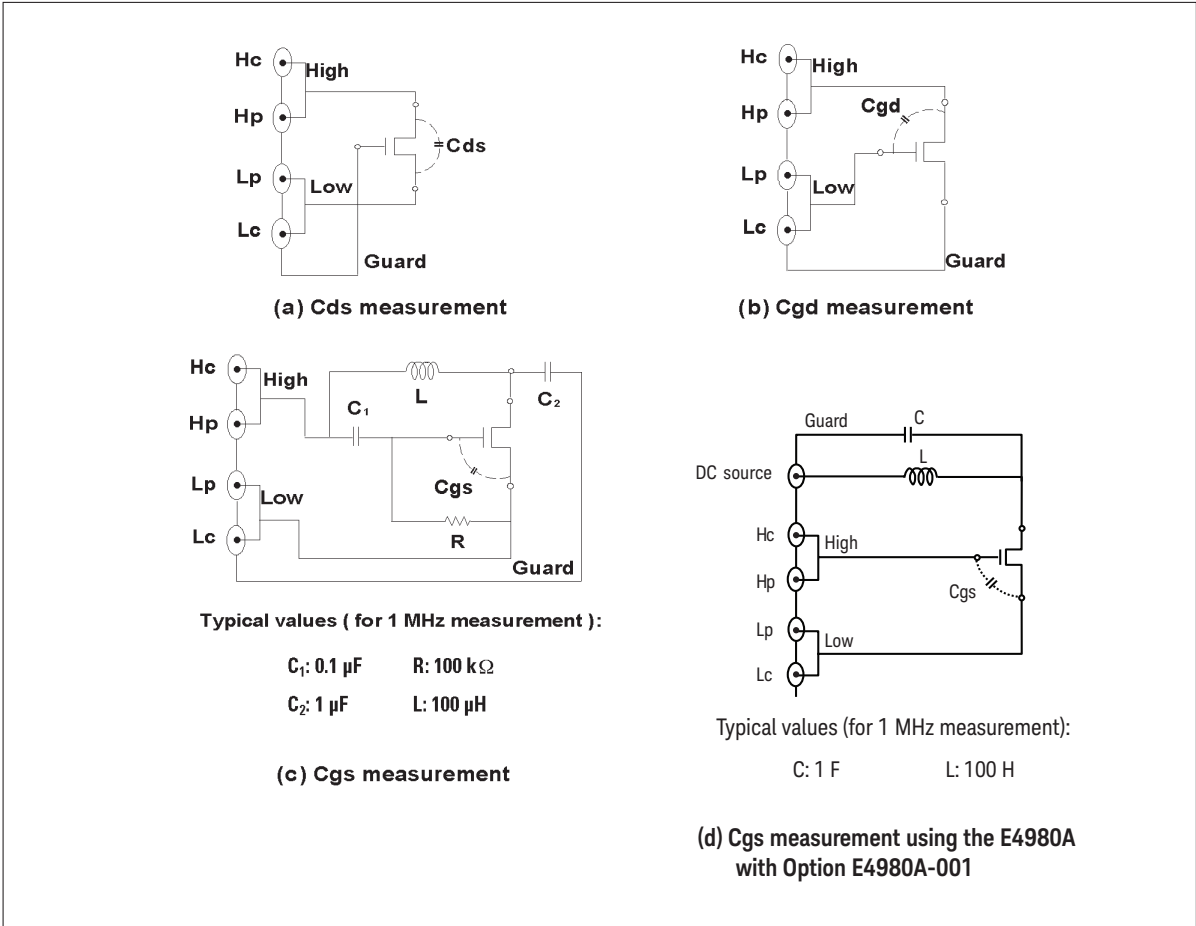 Hc
High
Hp
Cds
Lp
Low
Lc
Guard
(a) Cds measurement
Hc
High
Cgd
Hp
Lp
Low
Lc
Guard
(b) Cgd measurement
Hc
High
L
C₂
C₁
Hp
Lp
Cgs
Low
Lc
R
Guard
Typical values ( for 1 MHz measurement ):
C₁: 0.1 µF R: 100 kΩ
C₂: 1 µF L: 100 µH
(c) Cgs measurement
Guard
C
L
DC source
Hc
High
Hp
Cgs
Lp
Low
Lc
Typical values (for 1 MHz measurement):
C: 1 F L: 100 H
(d) Cgs measurement using the E4980A
with Option E4980A-001